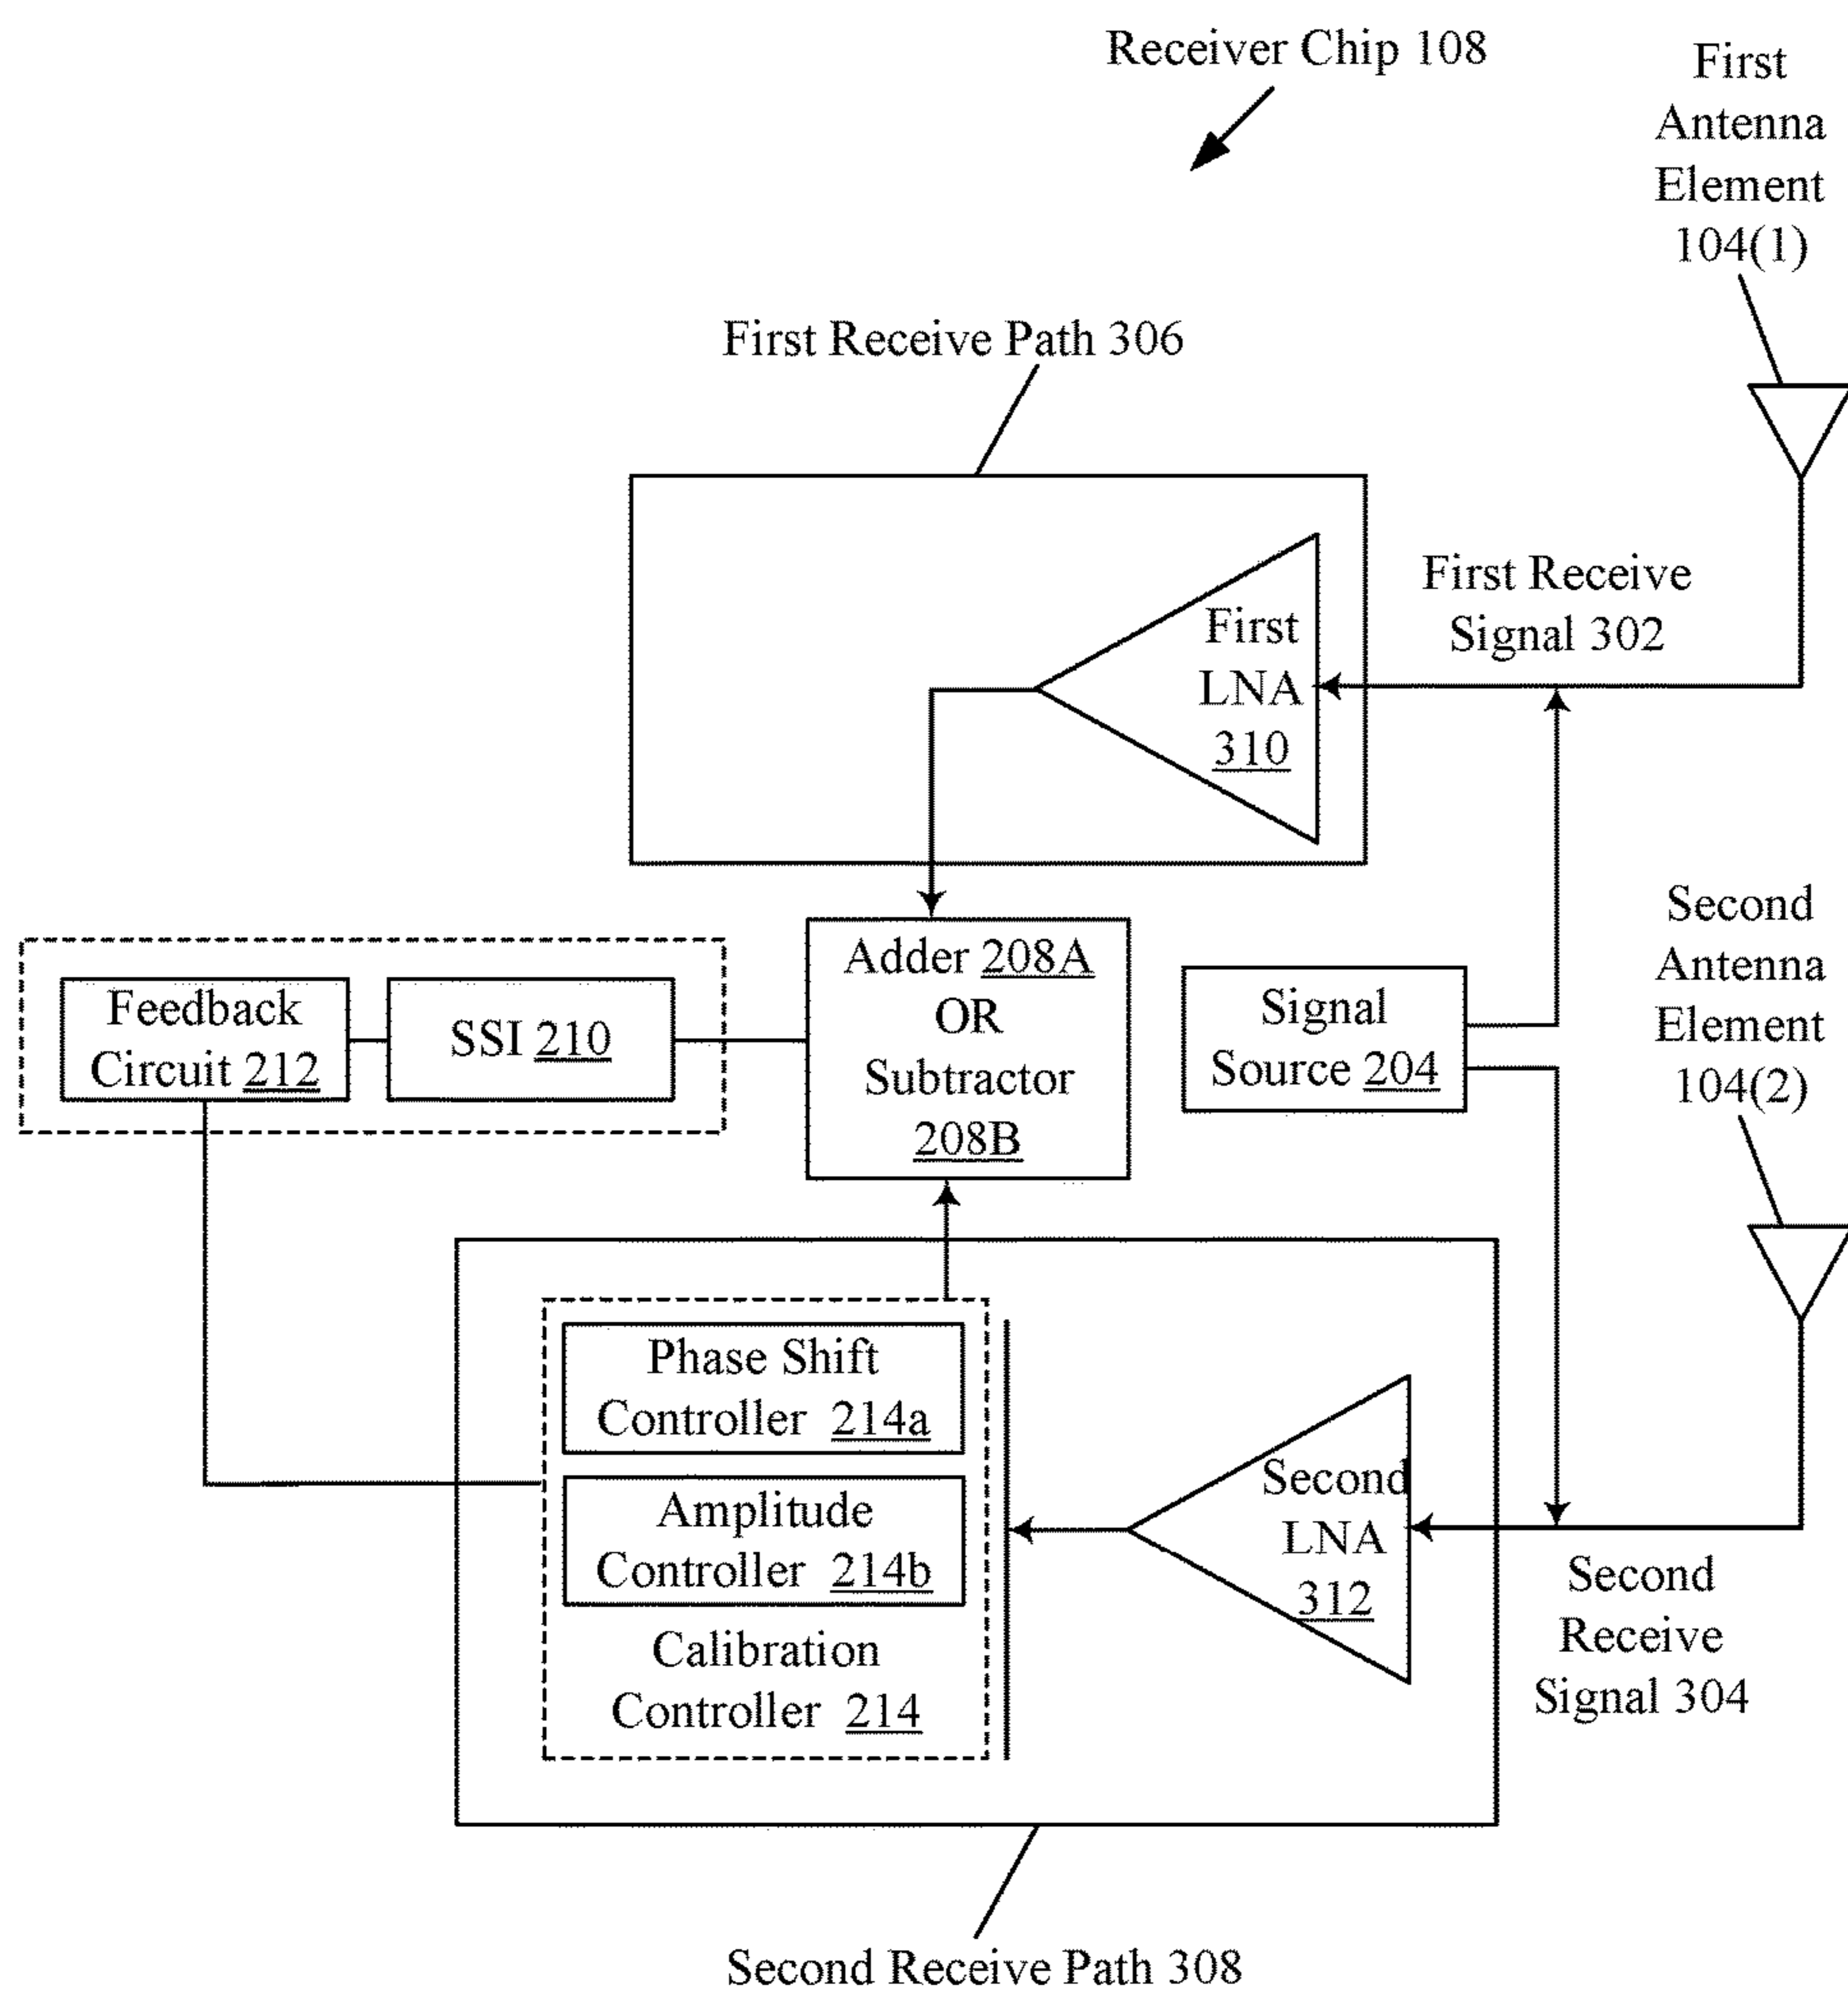 Receiver Chip 108
First
Antenna
Element
104(1)
First Receive Path 306
First Receive
Signal 302
First
LNA
310
Second
Antenna
Element
104(2)
Adder 208A
OR
Subtractor
208B
Signal
Source 204
Feedback
Circuit 212
SSI 210
Phase Shift
Controller 214a
Amplitude
Controller 214b
Calibration
Controller 214
Second
LNA
312
Second
Receive
Signal 304
Second Receive Path 308